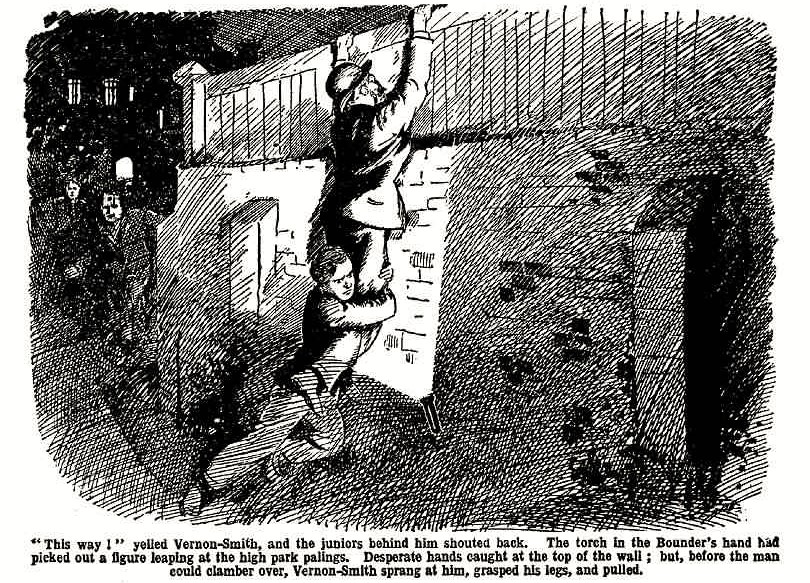 “ This way ! ” yelled Vernon-Smith, and the juniors behind him shouted back. The torch in the Bounder's hand had
picked out a figure leaping at the high park palings. Desperate hands caught at the top of the wall ; but, before the man
could clamber over, Vernon-Smith sprang at him, grasped his legs, and pulled.